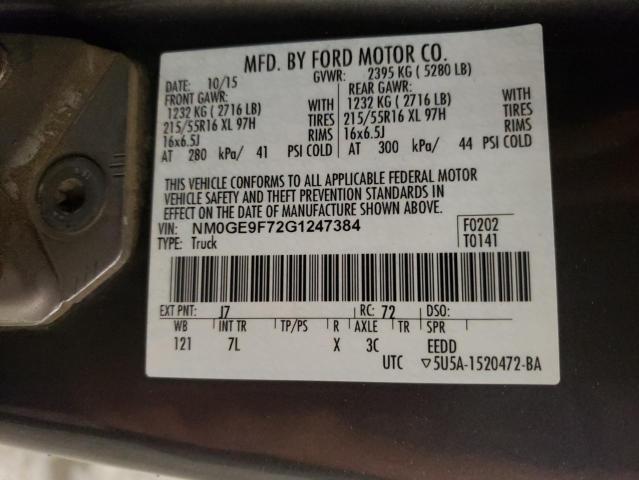 MFD. BY FORD MOTOR CO.
DATE: 10/15 GVWR: 2395 KG ( 5280 LB)
FRONT GAWR: REAR GAWR:
1232 KG ( 2716 LB) WITH 1232 KG ( 2716 LB) WITH
215/55R16 XL 97H TIRES 215/55R16 XL 97H TIRES
16x6.5J RIMS 16x6.5J RIMS
AT 280 kPa/ 41 PSI COLD AT 300 kPa/ 44 PSI COLD
THIS VEHICLE CONFORMS TO ALL APPLICABLE FEDERAL MOTOR
VEHICLE SAFETY AND THEFT PREVENTION STANDARDS IN
EFFECT ON THE DATE OF MANUFACTURE SHOWN ABOVE.
VIN: NM0GE9F72G1247384 F0202
TYPE: Truck T0141
EXT PNT: J7 RC: 72 DSO:
WB INT TR TP/PS R AXLE TR SPR
121 7L X 3C EEDD
UTC ▽5U5A-1520472-BA